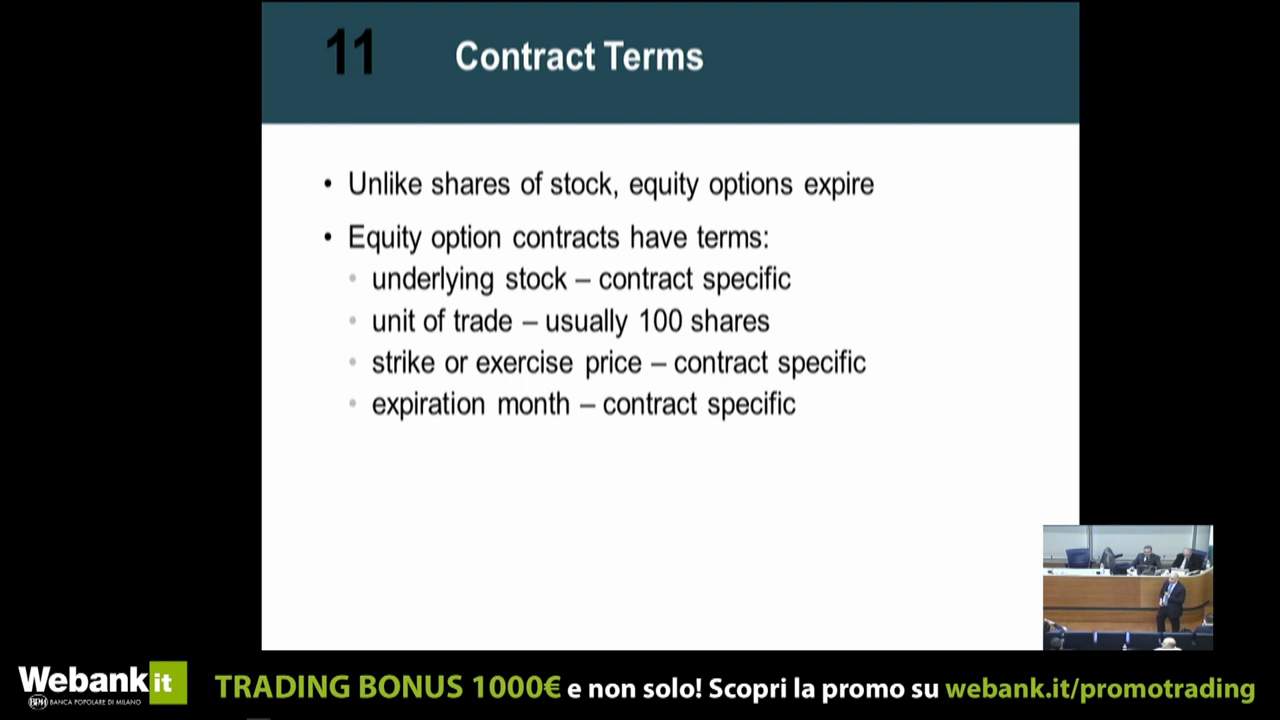 11 Contract Terms
• Unlike shares of stock, equity options expire
• Equity option contracts have terms:
• underlying stock – contract specific
• unit of trade – usually 100 shares
• strike or exercise price – contract specific
• expiration month – contract specific
Webank it
BPM BANCA POPOLARE DI MILANO
TRADING BONUS 1000€ e non solo! Scopri la promo su webank.it/promotrading